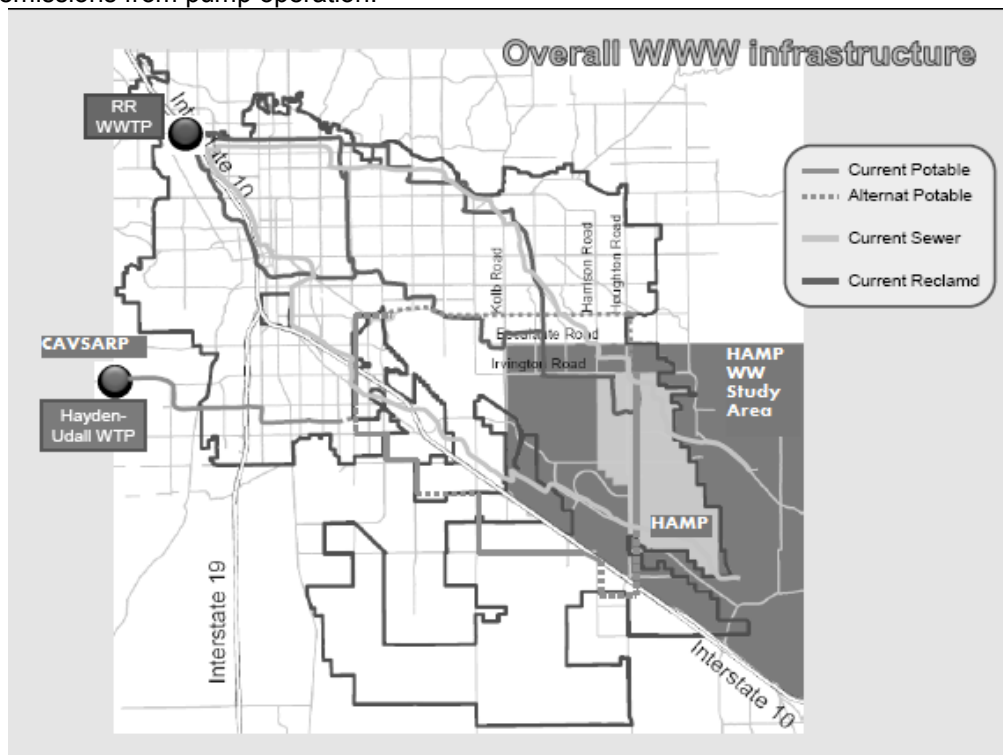 emissions from pump operation.
Overall W/WW infrastructure
RR
WWTP
Interstate 10
Current Potable
Alternat Potable
Current Sewer
Current Reclamd
Kolb Road
Harrison Road
Houghton Road
Escalante Road
Irvington Road
CAVSARP
Hayden-
Udall WTP
HAMP
WW
Study
Area
HAMP
Interstate 19
Interstate 10